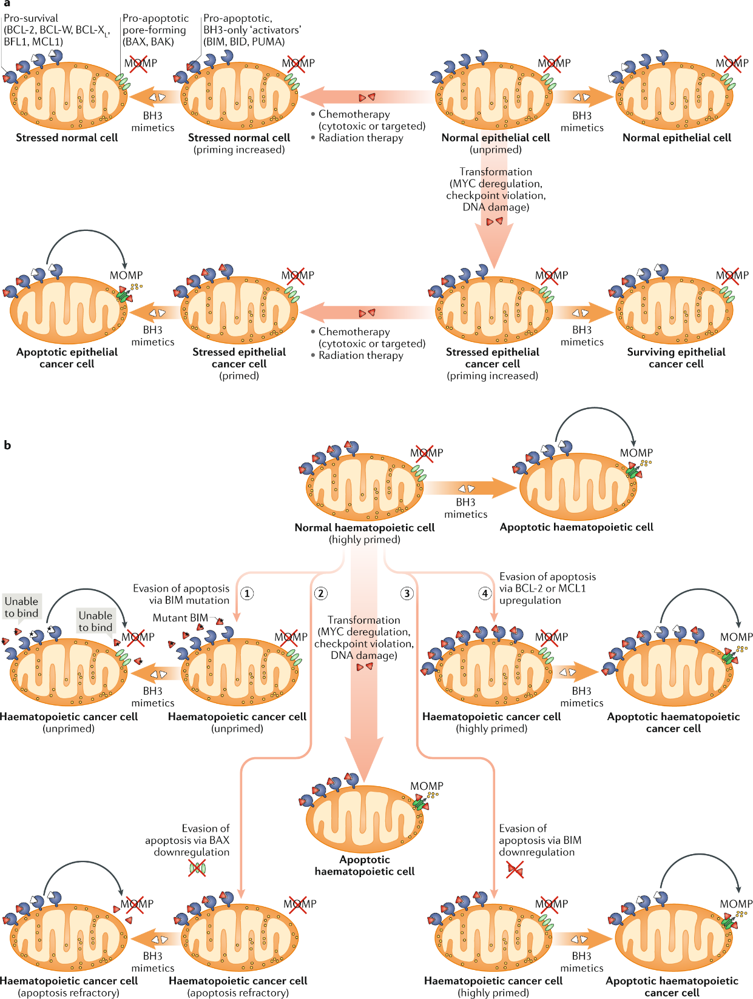 a
Pro-survival
(BCL-2, BCL-W, BCL-XL,
BFL1, MCL1)
Pro-apoptotic
pore-forming
(BAX, BAK)
Pro-apoptotic,
BH3-only ‘activators’
(BIM, BID, PUMA)
MOMP
MOMP
MOMP
MOMP
BH3
mimetics
• Chemotherapy
(cytotoxic or targeted)
• Radiation therapy
BH3
mimetics
Stressed normal cell
Stressed normal cell
(priming increased)
Normal epithelial cell
(unprimed)
Normal epithelial cell
Transformation
(MYC deregulation,
checkpoint violation,
DNA damage)
MOMP
MOMP
MOMP
MOMP
BH3
mimetics
• Chemotherapy
(cytotoxic or targeted)
• Radiation therapy
BH3
mimetics
Apoptotic epithelial
cancer cell
Stressed epithelial
cancer cell
(primed)
Stressed epithelial
cancer cell
(priming increased)
Surviving epithelial
cancer cell
b
MOMP
MOMP
BH3
mimetics
Normal haematopoietic cell
(highly primed)
Apoptotic haematopoietic cell
Evasion of apoptosis
via BIM mutation
1
2
3
4
Evasion of apoptosis
via BCL-2 or MCL1
upregulation
Unable
to bind
Unable
to bind
Mutant BIM
Transformation
(MYC deregulation,
checkpoint violation,
DNA damage)
MOMP
MOMP
MOMP
MOMP
BH3
mimetics
BH3
mimetics
Haematopoietic cancer cell
(unprimed)
Haematopoietic cancer cell
(unprimed)
Haematopoietic cancer cell
(highly primed)
Apoptotic haematopoietic
cancer cell
MOMP
Apoptotic
haematopoietic cell
Evasion of
apoptosis via BAX
downregulation
Evasion of
apoptosis via BIM
downregulation
MOMP
MOMP
MOMP
MOMP
BH3
mimetics
BH3
mimetics
Haematopoietic cancer cell
(apoptosis refractory)
Haematopoietic cancer cell
(apoptosis refractory)
Haematopoietic cancer cell
(highly primed)
Apoptotic haematopoietic
cancer cell